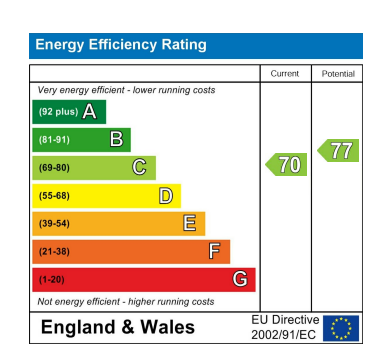 Energy Efficiency Rating
Current Potential
Very energy efficient - lower running costs
(92 plus) A
(81-91) B
(69-80) C
(55-68) D
(39-54) E
(21-38) F
(1-20) G
70
77
Not energy efficient - higher running costs
England & Wales
EU Directive
2002/91/EC